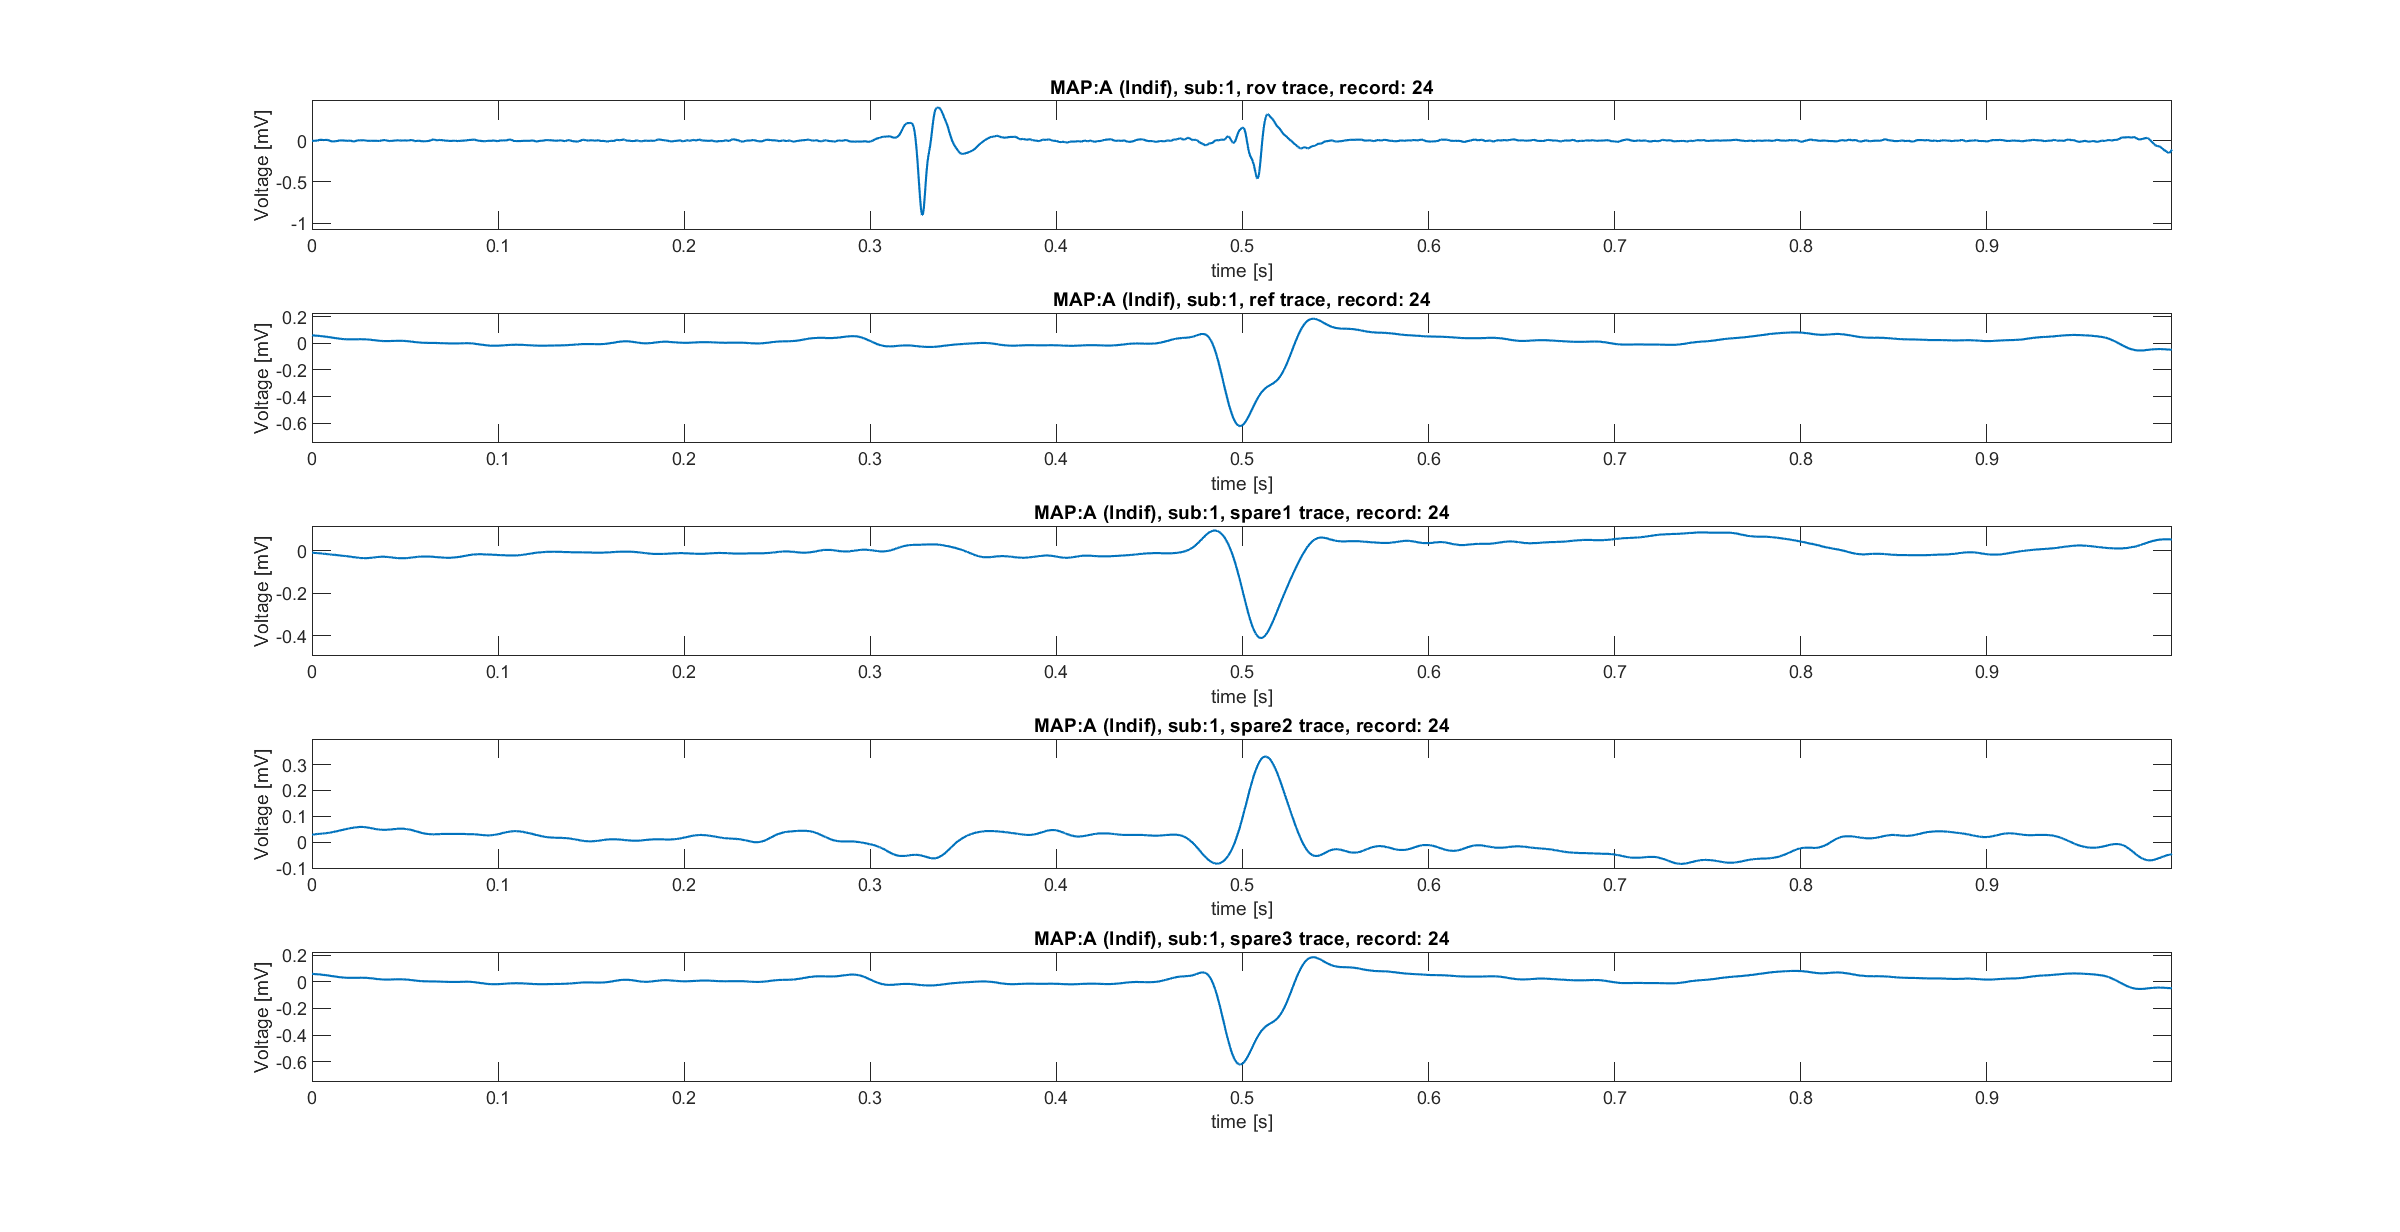 MAP:A (Indif), sub:1, rov trace, record: 24
Voltage [mV]
0
-0.5
-1
0 0.1 0.2 0.3 0.4 0.5 0.6 0.7 0.8 0.9
time [s]
MAP:A (Indif), sub:1, ref trace, record: 24
Voltage [mV]
0.2
0
-0.2
-0.4
-0.6
0 0.1 0.2 0.3 0.4 0.5 0.6 0.7 0.8 0.9
time [s]
MAP:A (Indif), sub:1, spare1 trace, record: 24
Voltage [mV]
0
-0.2
-0.4
0 0.1 0.2 0.3 0.4 0.5 0.6 0.7 0.8 0.9
time [s]
MAP:A (Indif), sub:1, spare2 trace, record: 24
Voltage [mV]
0.3
0.2
0.1
0
-0.1
0 0.1 0.2 0.3 0.4 0.5 0.6 0.7 0.8 0.9
time [s]
MAP:A (Indif), sub:1, spare3 trace, record: 24
Voltage [mV]
0.2
0
-0.2
-0.4
-0.6
0 0.1 0.2 0.3 0.4 0.5 0.6 0.7 0.8 0.9
time [s]